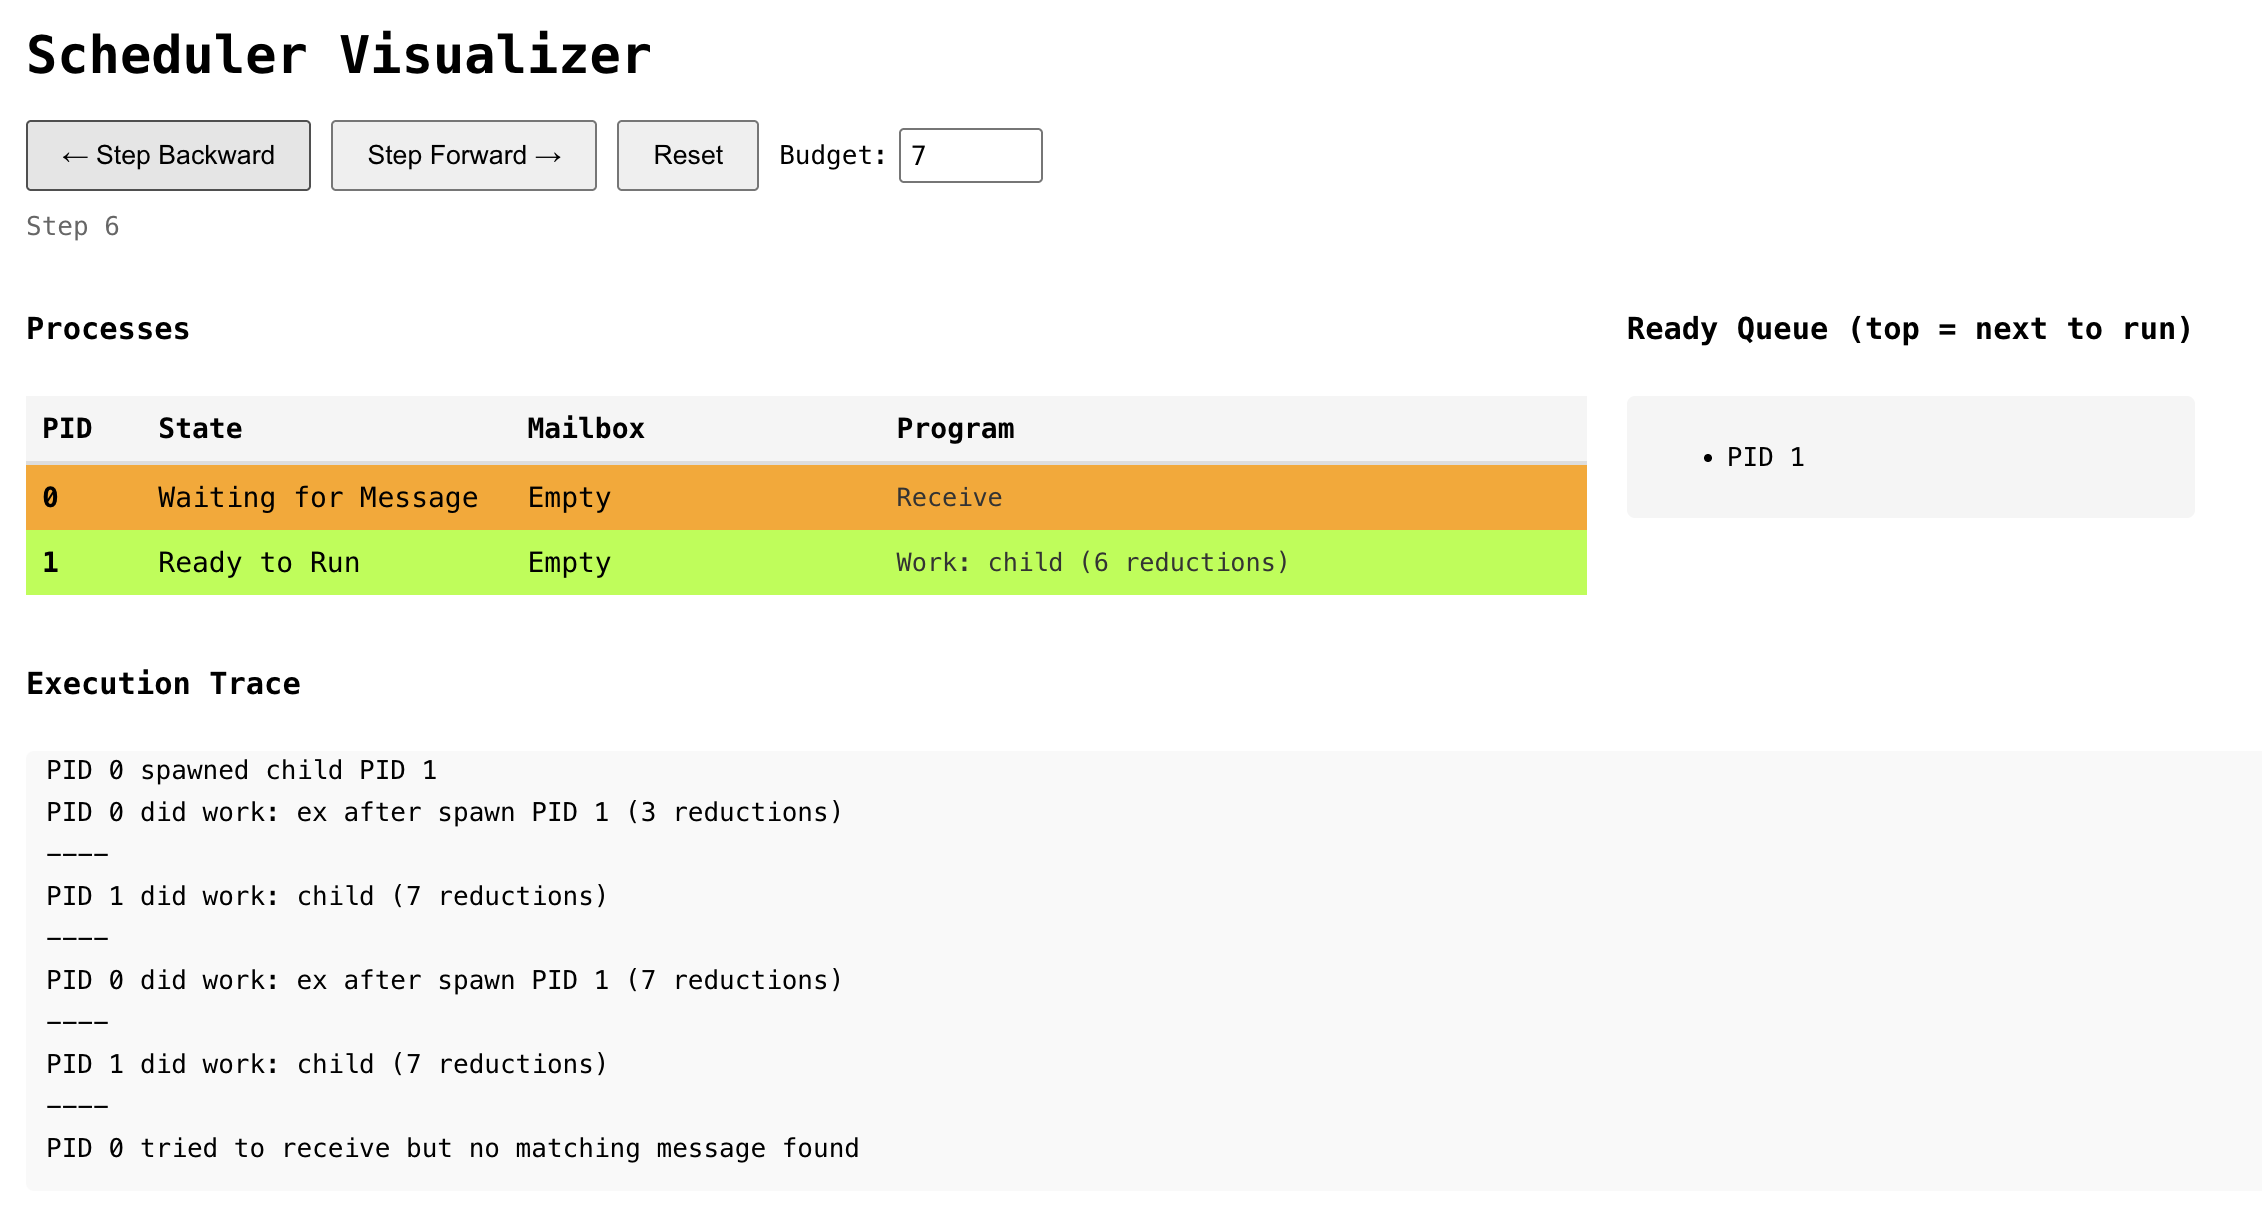 Scheduler Visualizer
← Step Backward Step Forward → Reset Budget: 7
Step 6
Processes
PID State Mailbox Program
0 Waiting for Message Empty Receive
1 Ready to Run Empty Work: child (6 reductions)
Ready Queue (top = next to run)
• PID 1
Execution Trace
PID 0 spawned child PID 1
PID 0 did work: ex after spawn PID 1 (3 reductions)
----
PID 1 did work: child (7 reductions)
----
PID 0 did work: ex after spawn PID 1 (7 reductions)
----
PID 1 did work: child (7 reductions)
----
PID 0 tried to receive but no matching message found